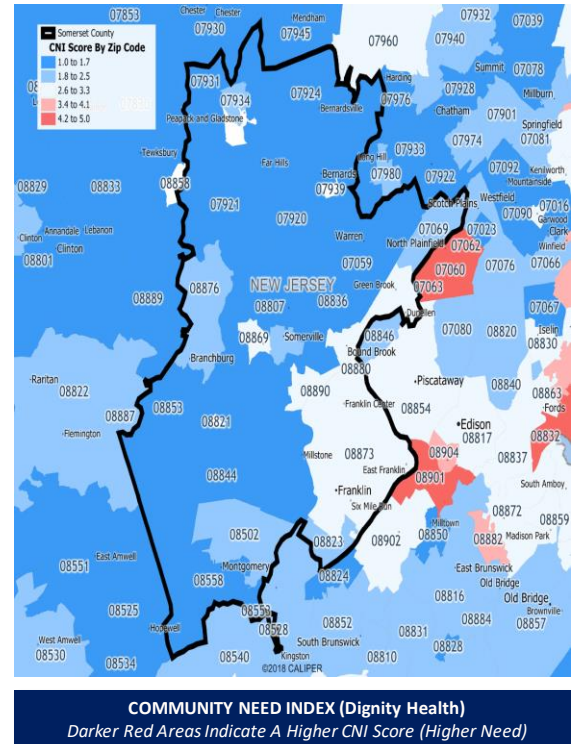 07853
Chester
Chester
07930
Mendham
07945
07960
07932
07039
07940
Somerset County
CNI Score By Zip Code
1.0 to 1.7
1.8 to 2.5
2.6 to 3.3
3.4 to 4.1
4.2 to 5.0
07931
07934
07924
Harding
07976
Summit
07078
07928
Millburn
Bernardsville
Chatham
07901
Springfield
07081
Peapack and Gladstone
07974
Tewksbury
Far Hills
Long Hill
07933
07980
07922
07092
Kenilworth
Mountainside
Bernards
07939
08829
08833
08858
07921
07920
Scotch Plains
Westfield
07090
07016
Garwood
Clark
Winfield
07069
07023
North Plainfield
07062
Annandale
Lebanon
Clinton
Clinton
08801
Warren
07059
07060
07076
07066
NEW JERSEY
Green Brook
07063
08876
08807
08836
Dunellen
07067
08889
08869
Somerville
08846
07080
08820
Iselin
08830
Bound Brook
08880
Branchburg
Raritan
08822
08890
Piscataway
08840
08863
Fords
08887
08853
08821
Franklin Center
08854
Edison
08817
08832
Flemington
Millstone
08873
08904
08837
East Franklin
08901
08844
Franklin
South Amboy
Six Mile Run
08872
08859
Milltown
08850
08882
Madison Park
08502
08823
08902
East Amwell
08551
Montgomery
08558
08824
East Brunswick
Old Bridge
Old Bridge
08816
Brownville
08857
08525
08553
08528
08852
08884
Hopewell
08831
08828
West Amwell
08530
08534
08540
South Brunswick
Kingston
08810
©2018 CALIPER
COMMUNITY NEED INDEX (Dignity Health)
Darker Red Areas Indicate A Higher CNI Score (Higher Need)